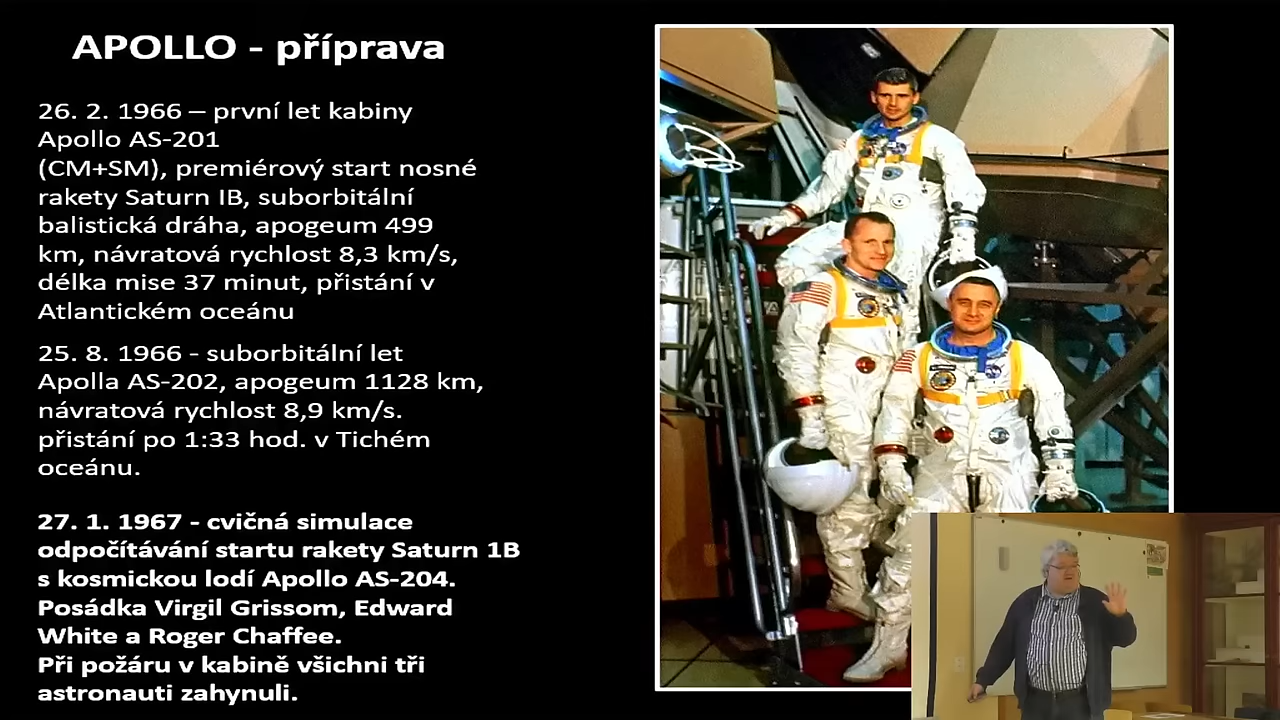 APOLLO - příprava
26. 2. 1966 – první let kabiny
Apollo AS-201
(CM+SM), premiérový start nosné
rakety Saturn IB, suborbitální
balistická dráha, apogeum 499
km, návratová rychlost 8,3 km/s,
délka mise 37 minut, přistání v
Atlantickém oceánu
25. 8. 1966 - suborbitální let
Apolla AS-202, apogeum 1128 km,
návratová rychlost 8,9 km/s.
přistání po 1:33 hod. v Tichém
oceánu.
27. 1. 1967 - cvičná simulace
odpočítávání startu rakety Saturn 1B
s kosmickou lodí Apollo AS-204.
Posádka Virgil Grissom, Edward
White a Roger Chaffee.
Při požáru v kabině všichni tři
astronauti zahynuli.